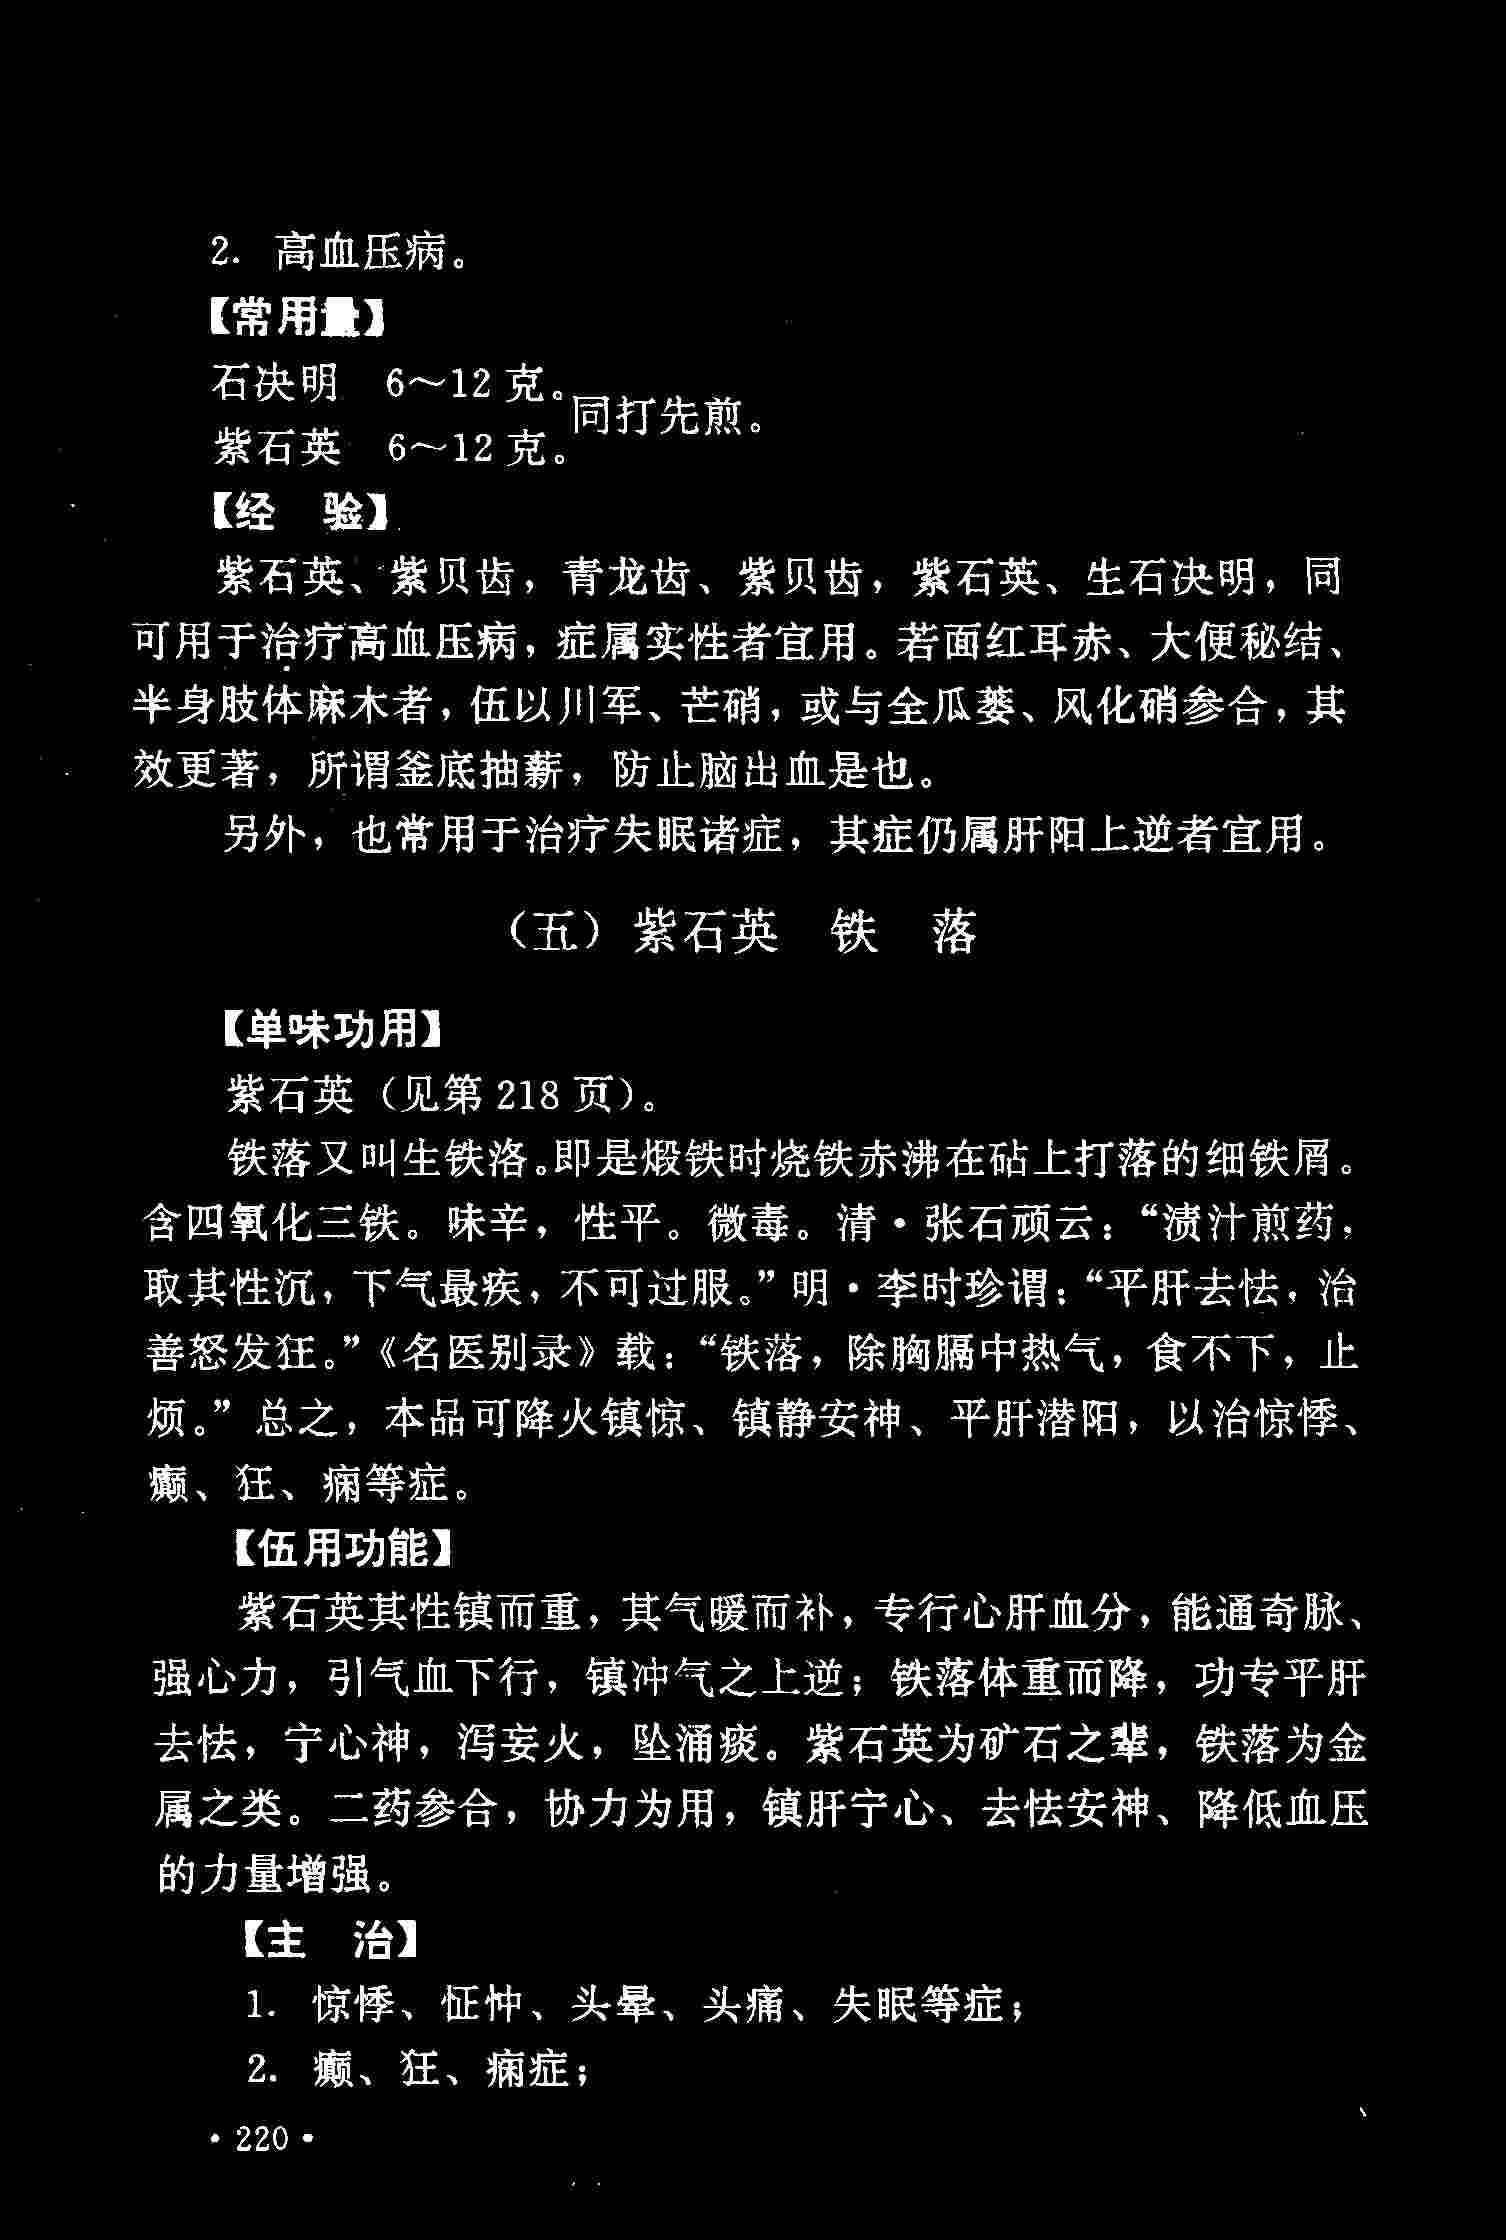 2. 高血压病。
【常用量】
石决明 6～12 克。
同打先煎。
紫石英 6～12 克。
【经 验】
紫石英、紫贝齿，青龙齿、紫贝齿，紫石英、生石决明，同
可用于治疗高血压病，症属实性者宜用。若面红耳赤、大便秘结、
半身肢体麻木者，伍以川军、芒硝，或与全瓜蒌、风化硝参合，其
效更著，所谓釜底抽薪，防止脑出血是也。
另外，也常用于治疗失眠诸症，其症仍属肝阳上逆者宜用。
（五）紫石英 铁 落
【单味功用】
紫石英（见第 218 页）。
铁落又叫生铁洛。即是煅铁时烧铁赤沸在砧上打落的细铁屑。
含四氧化三铁。味辛，性平。微毒。清·张石顽云：“渍汁煎药，
取其性沉，下气最疾，不可过服。”明·李时珍谓：“平肝去怯，治
善怒发狂。”《名医别录》载：“铁落，除胸膈中热气，食不下，止
烦。”总之，本品可降火镇惊、镇静安神、平肝潜阳，以治惊悸、
癫、狂、痫等症。
【伍用功能】
紫石英其性镇而重，其气暖而补，专行心肝血分，能通奇脉、
强心力，引气血下行，镇冲气之上逆；铁落体重而降，功专平肝
去怯，宁心神，泻妄火，坠涌痰。紫石英为矿石之辈，铁落为金
属之类。二药参合，协力为用，镇肝宁心、去怯安神、降低血压
的力量增强。
【主 治】
1. 惊悸、怔忡、头晕、头痛、失眠等症；
2. 癫、狂、痫症；
·220·